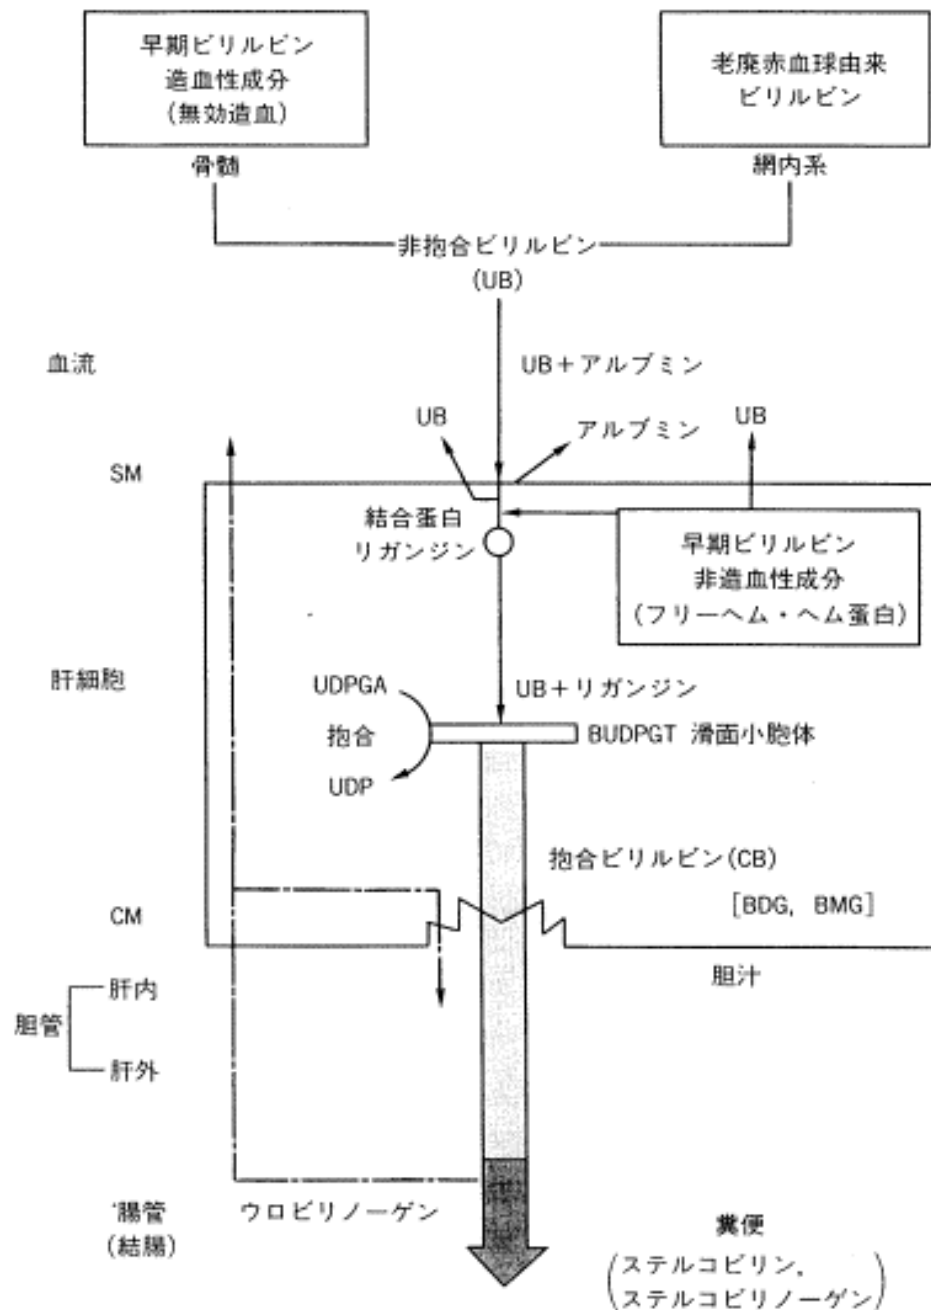 早期ビリルビン
造血性成分
(無効造血)
骨髄
老廃赤血球由来
ビリルビン
網内系
非抱合ビリルビン
(UB)
血流
UB+アルブミン
UB
アルブミン
UB
SM
結合蛋白
リガンジン
早期ビリルビン
非造血性成分
(フリーヘム・ヘム蛋白)
肝細胞
UDPGA
UB+リガンジン
抱合
BUDPGT 滑面小胞体
UDP
抱合ビリルビン(CB)
[BDG, BMG]
CM
胆汁
胆管
肝内
肝外
腸管
(結腸)
ウロビリノーゲン
糞便
(ステルコビリン,
ステルコビリノーゲン)